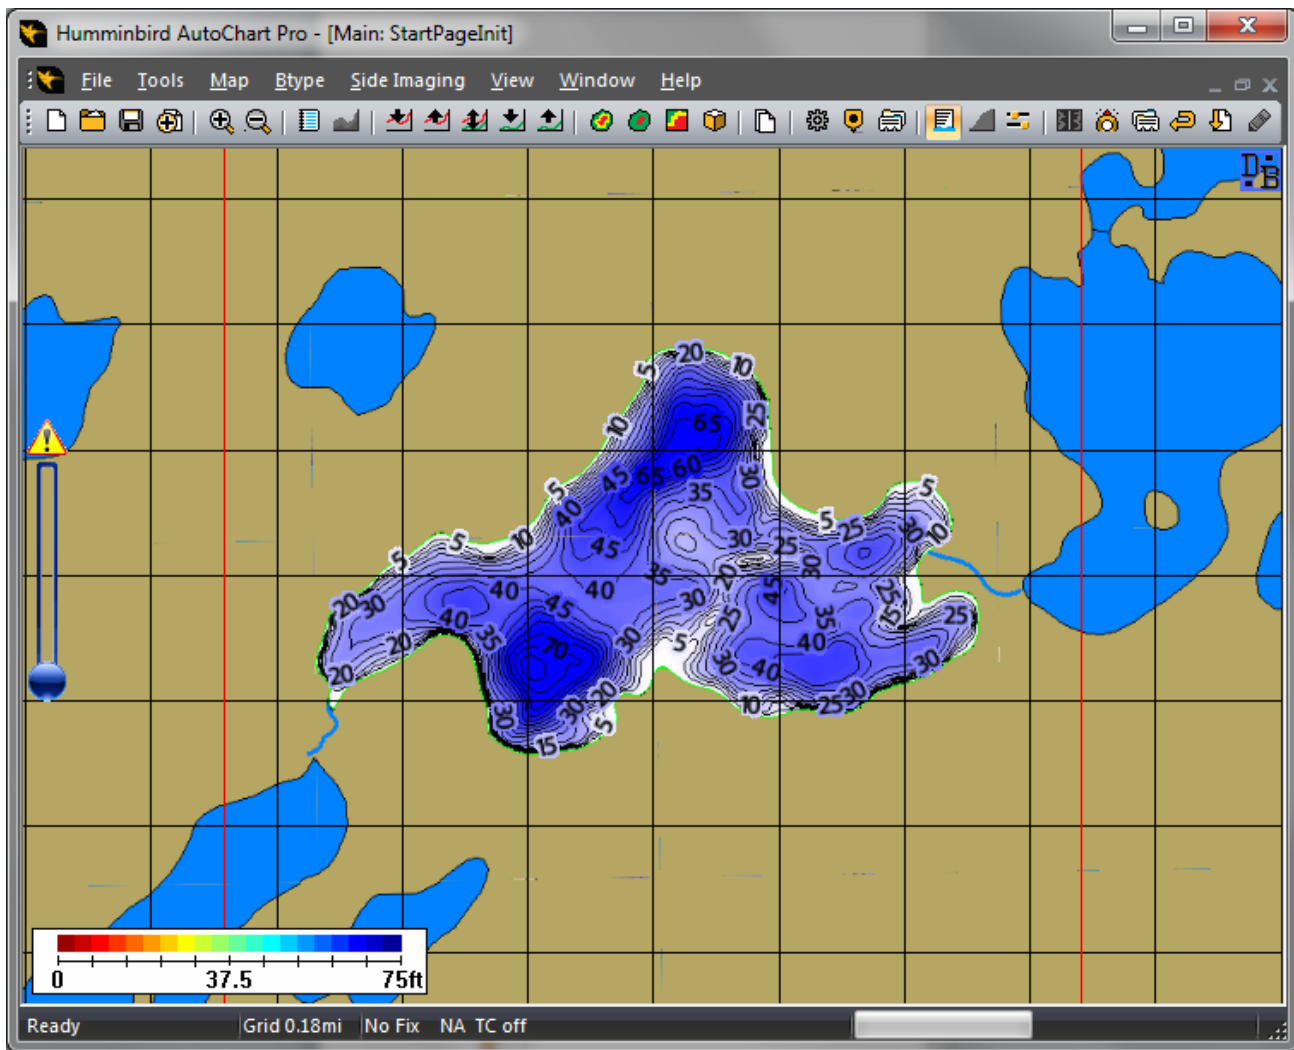 Humminbird AutoChart Pro - [Main: StartPageInit]
File Tools Map Btype Side Imaging View Window Help
D B
20
5 10
65 25
10
60
45 65 30
35
5 5
40 5 25 30 10
10 45 30 25
5 5 35 30
20 45 25
40 40 45 35 15 25
20 30 30 25
40 35 20 30 5 40
70 30 40 30
20 20 30
30 30 5 10 25
15
0 37.5 75ft
Ready Grid 0.18mi No Fix NA TC off